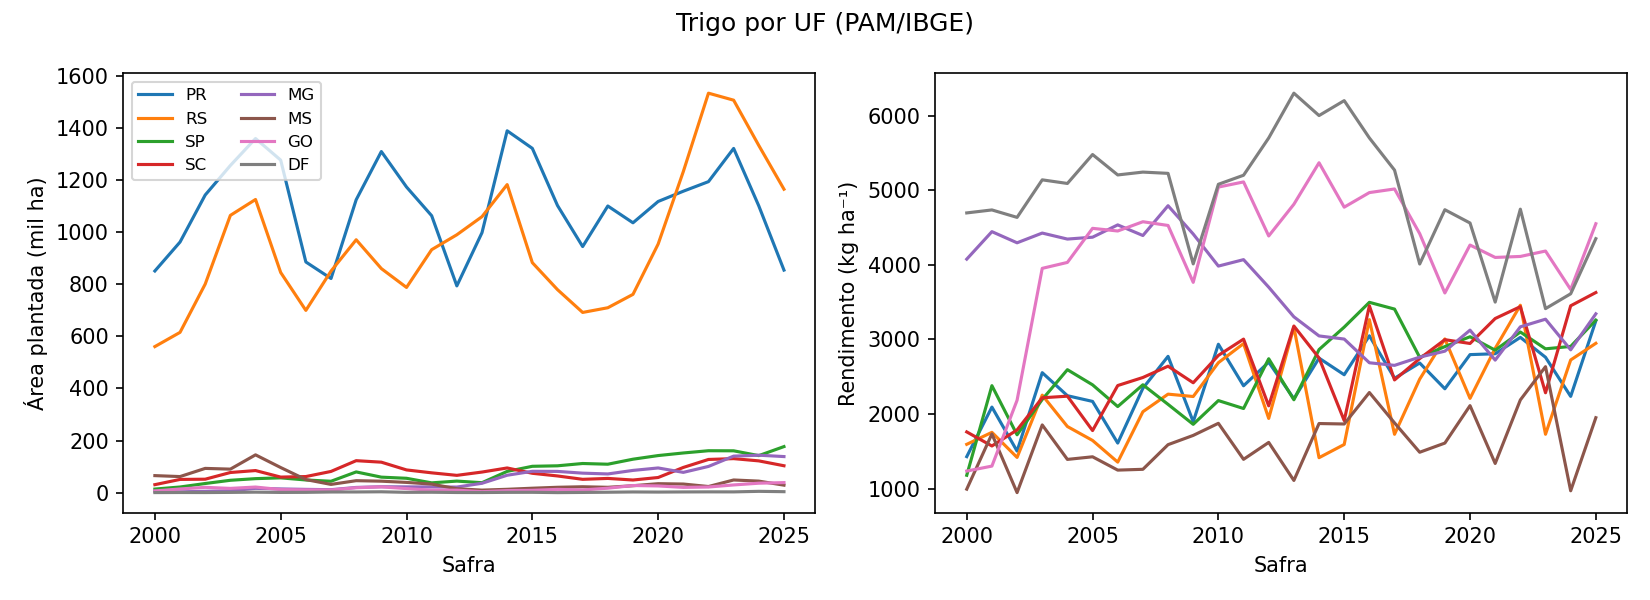 Trigo por UF (PAM/IBGE)
Área plantada (mil ha)
1600
1400
1200
1000
800
600
400
200
0
PR
RS
SP
SC
MG
MS
GO
DF
2000
2005
2010
2015
2020
2025
Safra
Rendimento (kg ha⁻¹)
6000
5000
4000
3000
2000
1000
2000
2005
2010
2015
2020
2025
Safra